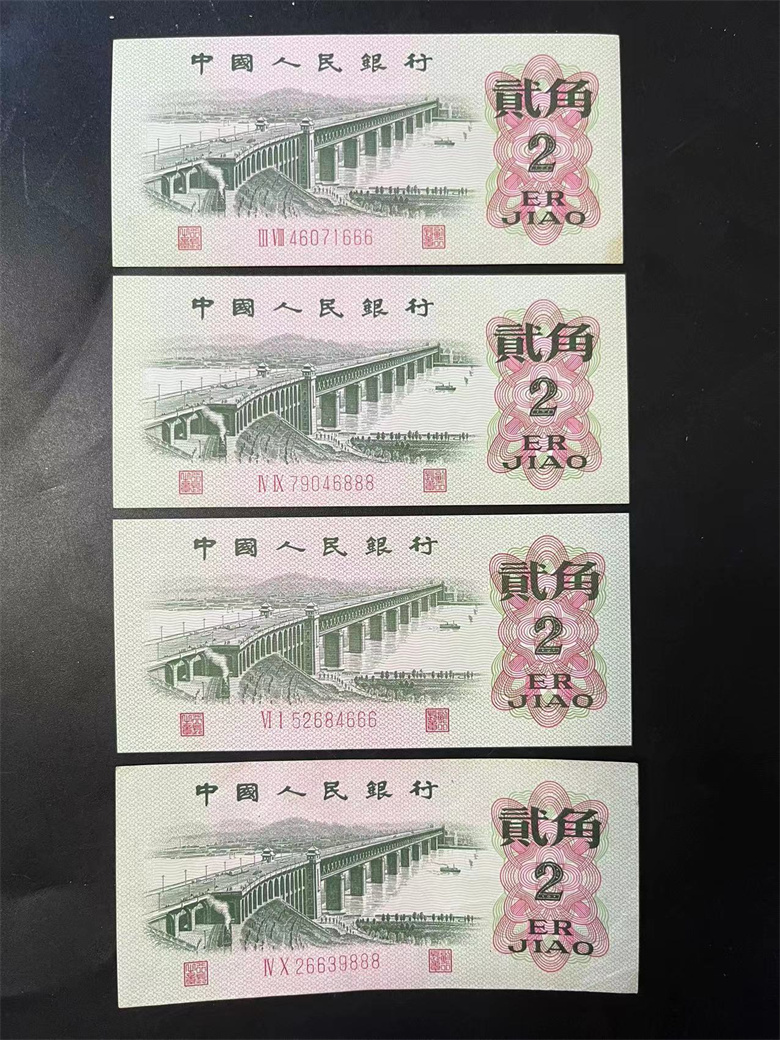 中國人民銀行
貳角
2
ER
JIAO
III VIII 46071666
中國人民銀行
貳角
2
ER
JIAO
IV IX 79046888
中國人民銀行
貳角
2
ER
JIAO
VI I 52684666
中國人民銀行
貳角
2
ER
JIAO
IV X 26639888